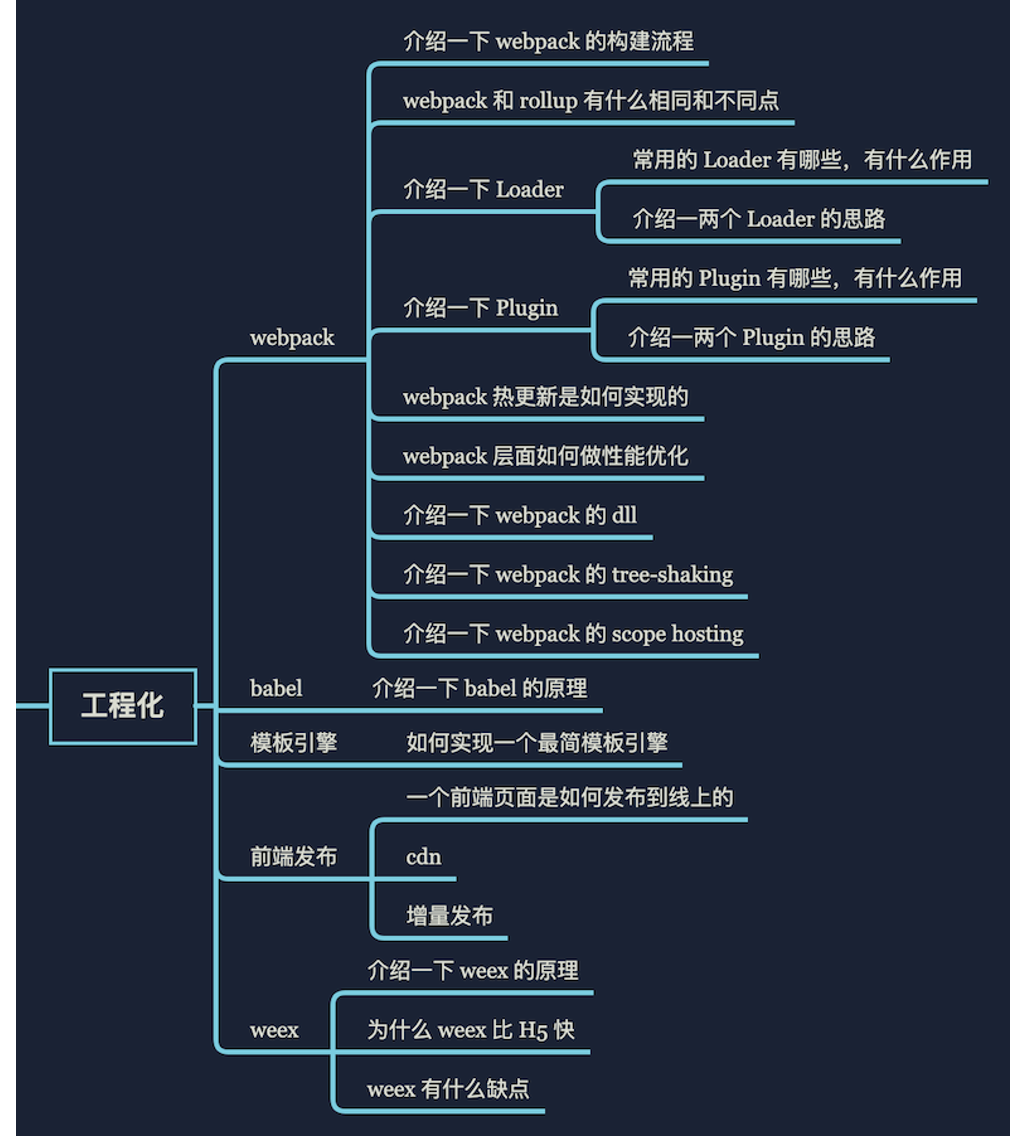 工程化
webpack
介绍一下 webpack 的构建流程
webpack 和 rollup 有什么相同和不同点
介绍一下 Loader
常用的 Loader 有哪些，有什么作用
介绍一两个 Loader 的思路
介绍一下 Plugin
常用的 Plugin 有哪些，有什么作用
介绍一两个 Plugin 的思路
webpack 热更新是如何实现的
webpack 层面如何做性能优化
介绍一下 webpack 的 dll
介绍一下 webpack 的 tree-shaking
介绍一下 webpack 的 scope hosting
babel
介绍一下 babel 的原理
模板引擎
如何实现一个最简模板引擎
前端发布
一个前端页面是如何发布到线上的
cdn
增量发布
weex
介绍一下 weex 的原理
为什么 weex 比 H5 快
weex 有什么缺点